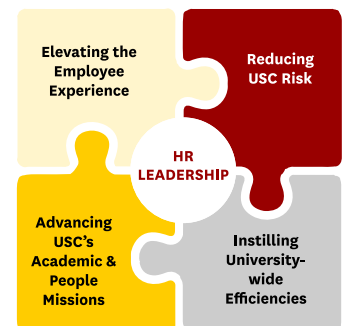 Elevating the
Employee
Experience
Reducing
USC Risk
HR
LEADERSHIP
Advancing
USC's
Academic &
People
Missions
Instilling
University-
wide
Efficiencies